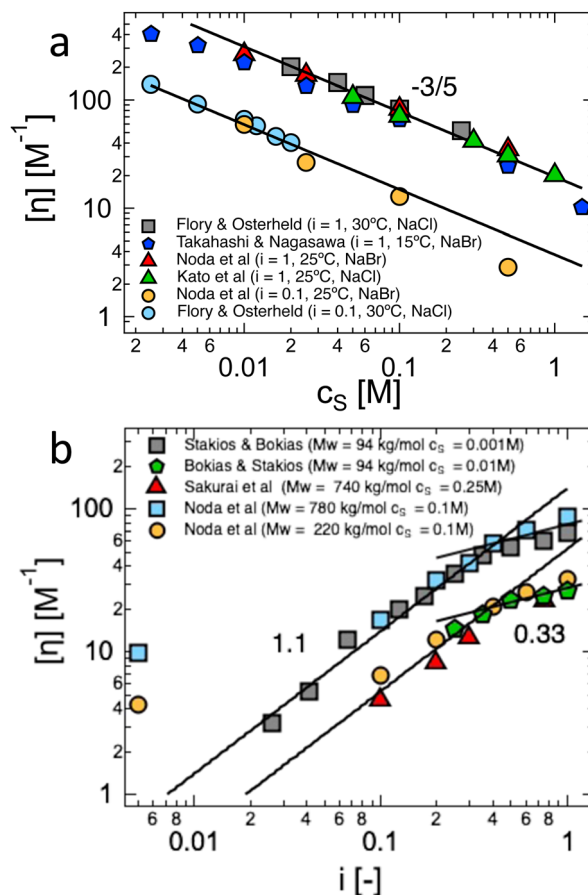 a
4
2
100
6
4
2
10
6
4
2
1
[η] [M⁻¹]
-3/5
Flory & Osterheld (i = 1, 30ºC, NaCl)
Takahashi & Nagasawa (i = 1, 15ºC, NaBr)
Noda et al (i = 1, 25ºC, NaBr)
Kato et al (i = 1, 25ºC, NaCl)
Noda et al (i = 0.1, 25ºC, NaBr)
Flory & Osterheld (i = 0.1, 30ºC, NaCl)
4 6 0.01 2 4 6 0.1 2 4 6 1
cS [M]
b
2
100
6
4
2
10
6
4
2
1
[η] [M⁻¹]
Stakios & Bokias (Mw = 94 kg/mol cS = 0.001M)
Bokias & Stakios (Mw = 94 kg/mol cS = 0.01M)
Sakurai et al (Mw = 740 kg/mol cS = 0.25M)
Noda et al (Mw = 780 kg/mol cS = 0.1M)
Noda et al (Mw = 220 kg/mol cS = 0.1M)
1.1
0.33
6 8 0.01 2 4 6 8 0.1 2 4 6 8 1
i [-]